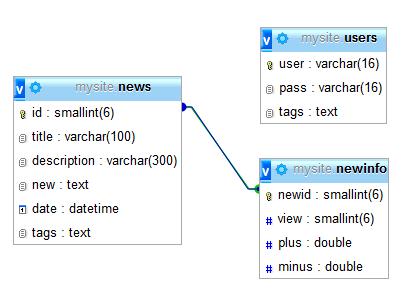 v mysite users
user : varchar(16)
pass : varchar(16)
tags : text
v mysite news
id : smallint(6)
title : varchar(100)
description : varchar(300)
new : text
date : datetime
tags : text
v mysite newinfo
newid : smallint(6)
# view : smallint(6)
# plus : double
# minus : double